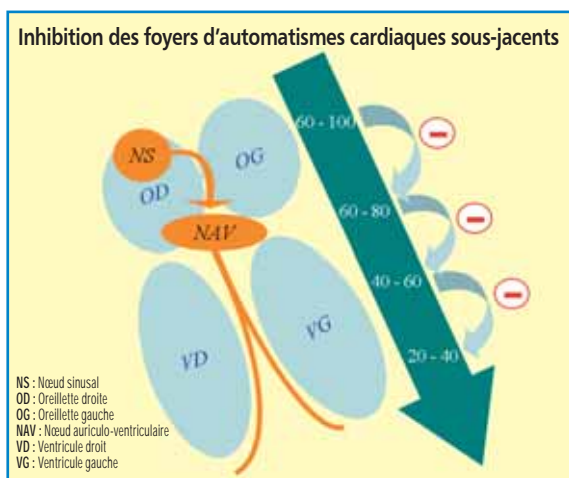 Inhibition des foyers d'automatismes cardiaques sous-jacents
NS
OD
OG
NAV
VD
VG
60 - 100
60 - 80
40 - 60
20 - 40
NS : Nœud sinusal
OD : Oreillette droite
OG : Oreillette gauche
NAV : Nœud auriculo-ventriculaire
VD : Ventricule droit
VG : Ventricule gauche